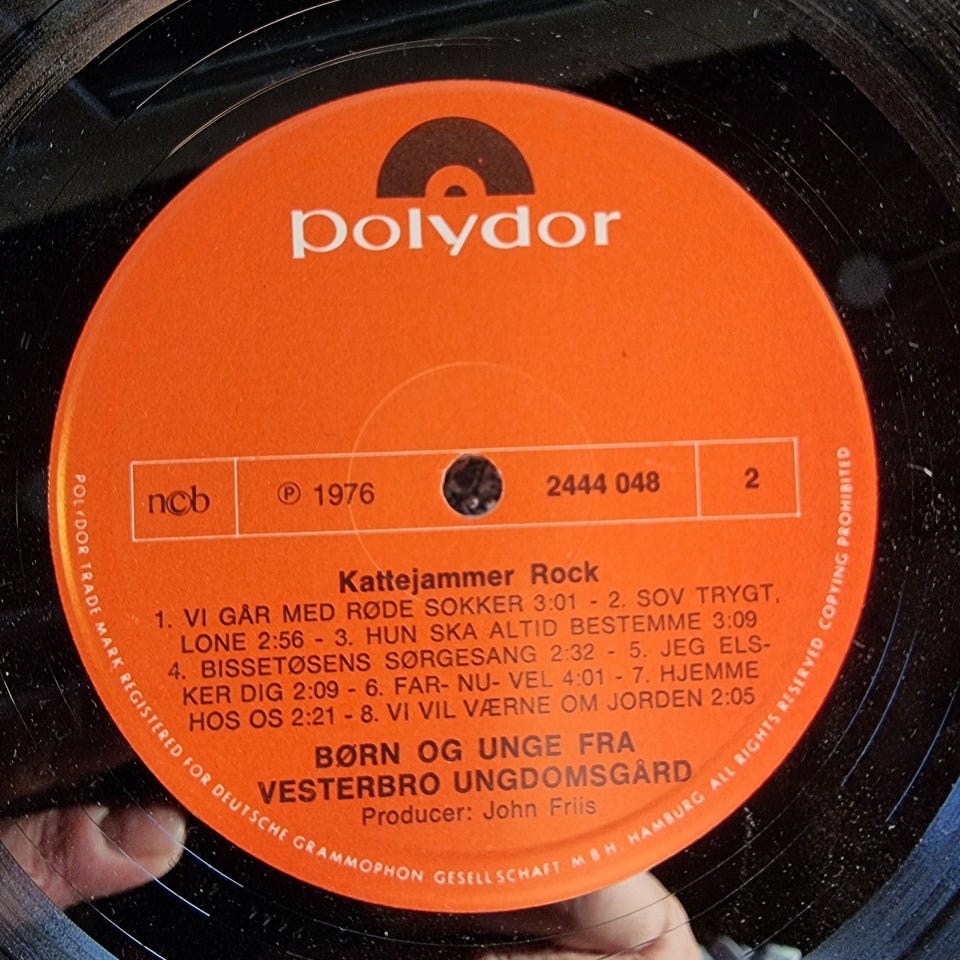 polydor
ncb
℗ 1976
2444 048
2
Kattejammer Rock
1. VI GÅR MED RØDE SOKKER 3:01 - 2. SOV TRYGT,
LONE 2:56 - 3. HUN SKA ALTID BESTEMME 3:09
4. BISSETØSENS SØRGESANG 2:32 - 5. JEG ELS-
KER DIG 2:09 - 6. FAR- NU- VEL 4:01 - 7. HJEMME
HOS OS 2:21 - 8. VI VIL VÆRNE OM JORDEN 2:05
BØRN OG UNGE FRA
VESTERBRO UNGDOMSGÅRD
Producer: John Friis
POLYDOR TRADE MARK REGISTERED FOR DEUTSCHE GRAMMOPHON GESELLSCHAFT M B H. HAMBURG ALL RIGHTS RESERVED COPYING PROHIBITED